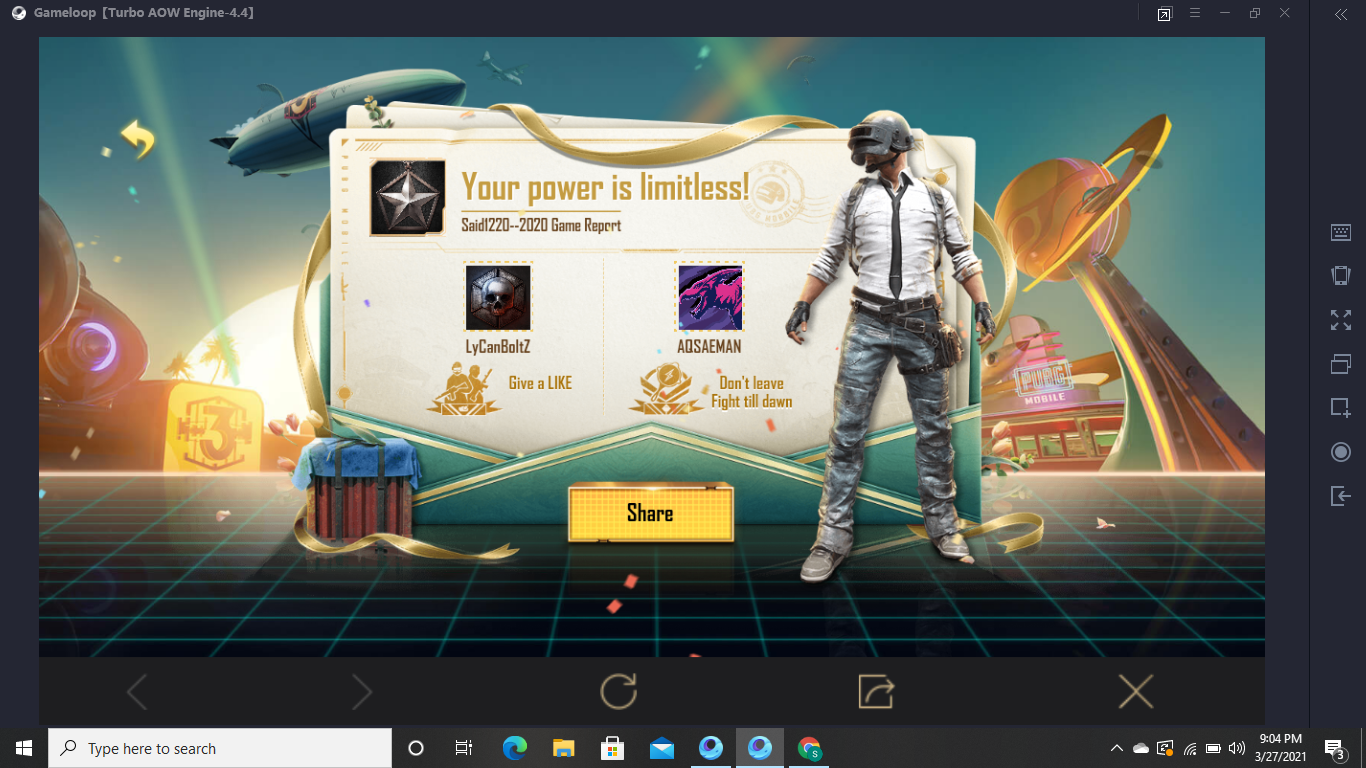 Gameloop【Turbo AOW Engine-4.4】
Your power is limitless!
Said1220--2020 Game Report
LyCanBoltZ
AQSAEMAN
Give a LIKE
Don't leave
Fight till dawn
3
PUBG
MOBILE
Share
Type here to search
S
9:04 PM
3/27/2021
3